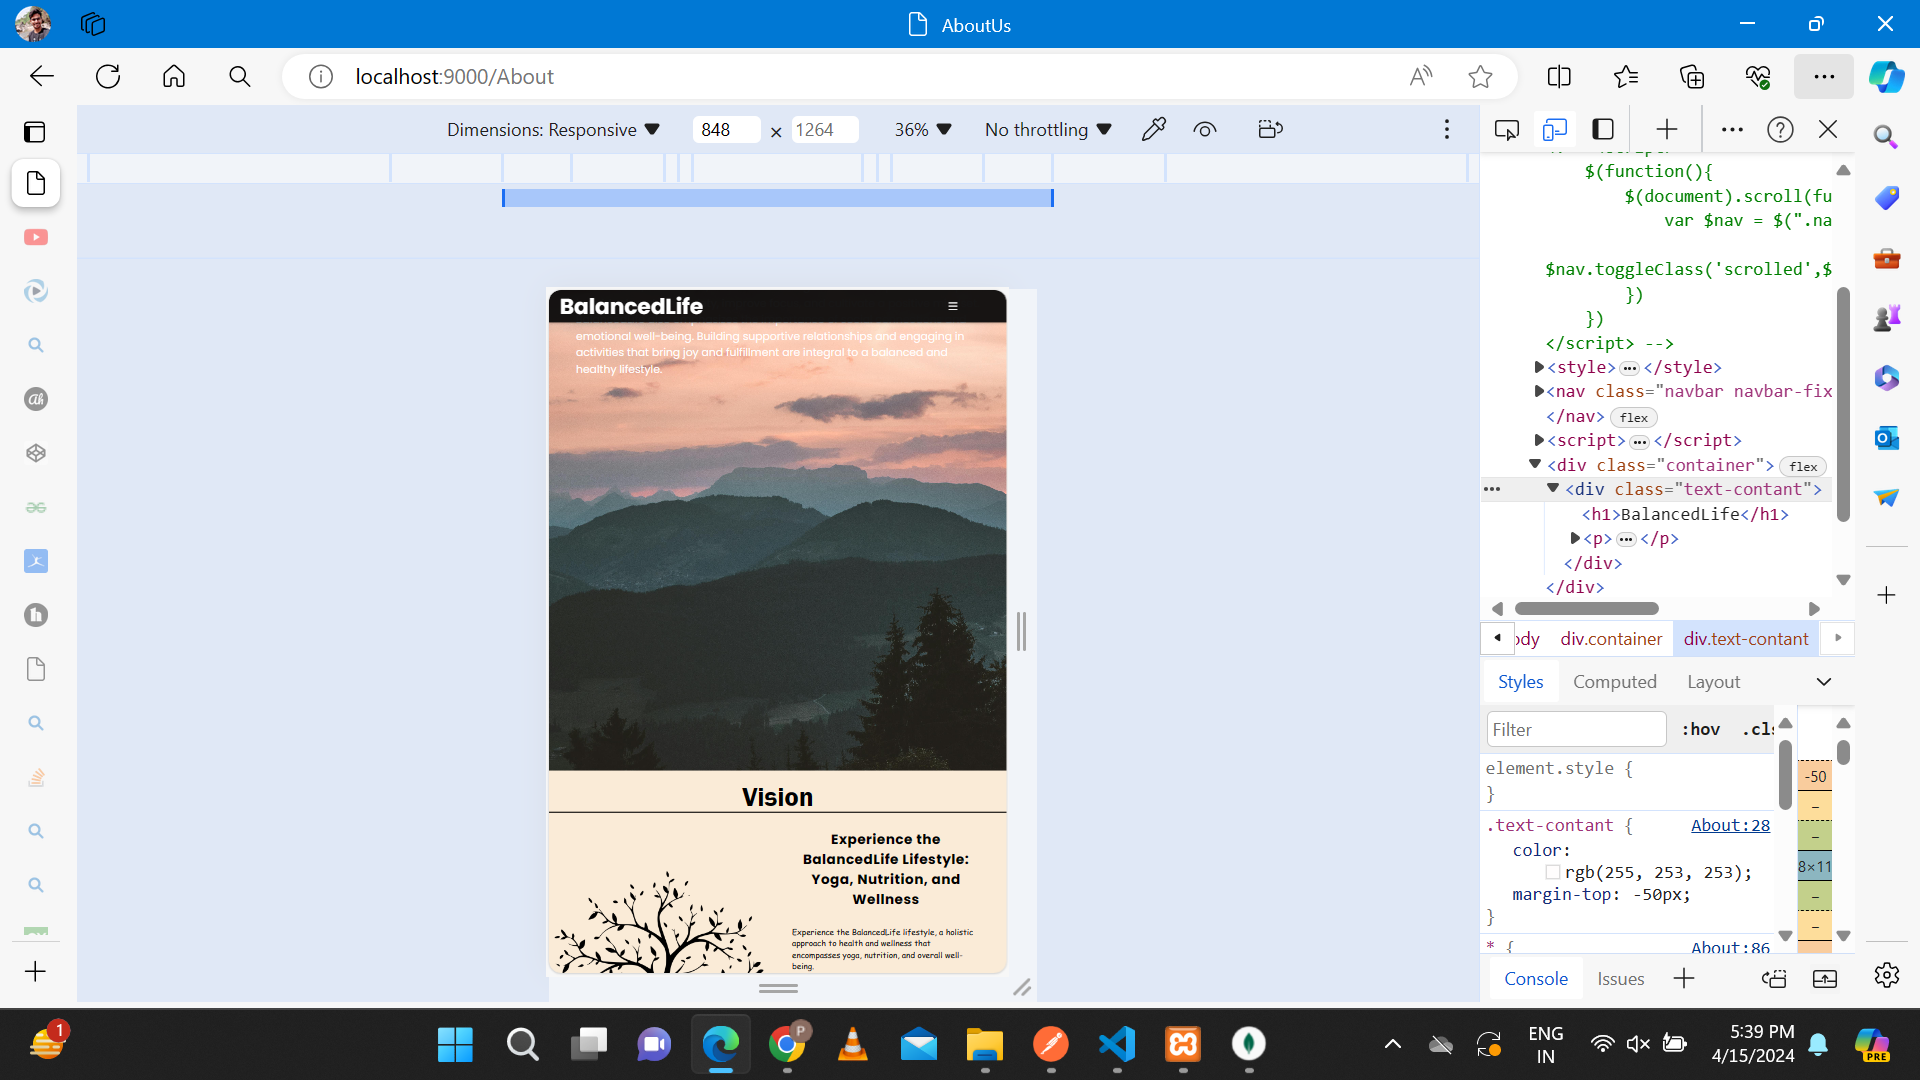 AboutUs
localhost:9000/About
Dimensions: Responsive
848 × 1264
36%
No throttling
BalancedLife
emotional well-being. Building supportive relationships and engaging in
activities that bring joy and fulfillment are integral to a balanced and
healthy lifestyle.
Vision
Experience the
BalancedLife Lifestyle:
Yoga, Nutrition, and
Wellness
Experience the BalancedLife lifestyle, a holistic
approach to health and wellness that
encompasses yoga, nutrition, and overall well-
being.
$(function(){
$(document).scroll(fu
var $nav = $(".na
$nav.toggleClass('scrolled',$
})
})
</script> -->
<style>…</style>
<nav class="navbar navbar-fix
</nav> flex
<script>…</script>
<div class="container"> flex
<div class="text-contant">
<h1>BalancedLife</h1>
<p>…</p>
</div>
</div>
ody div.container div.text-contant
Styles Computed Layout
Filter :hov .cls
element.style {
}
.text-contant { About:28
color:
rgb(255, 253, 253);
margin-top: -50px;
}
* { About:86
-50
–
–
8×11
–
–
Console Issues
1
P
ENG
IN
5:39 PM
4/15/2024
PRE